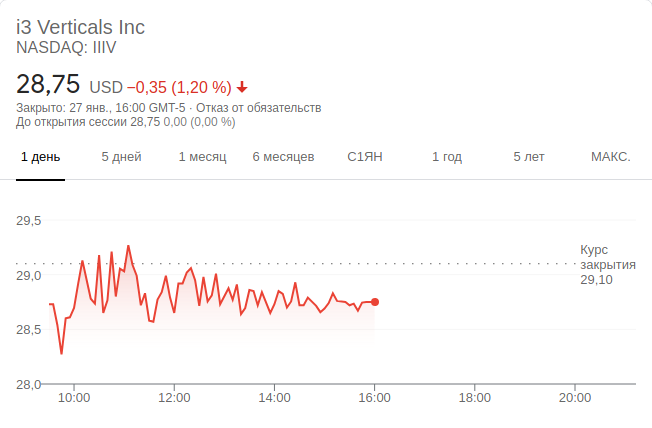 i3 Verticals Inc
NASDAQ: IIIV
28,75 USD −0,35 (1,20 %)
Закрыто: 27 янв., 16:00 GMT-5 · Отказ от обязательств
До открытия сессии 28,75 0,00 (0,00 %)
1 день 5 дней 1 месяц 6 месяцев С1ЯН 1 год 5 лет МАКС.
29,5
Курс
закрытия
29,10
29,0
28,5
28,0
10:00 12:00 14:00 16:00 18:00 20:00